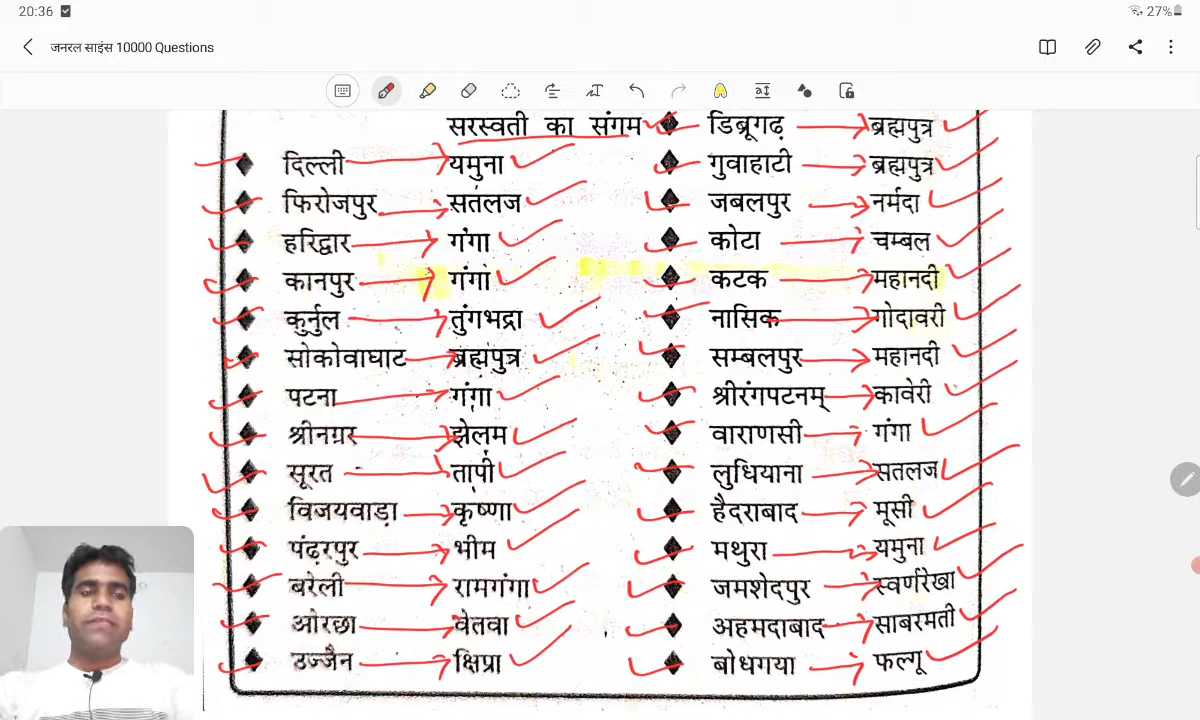 20:36 27%
जनरल साइंस 10000 Questions
सरस्वती का संगम
दिल्ली यमुना
फिरोजपुर सतलज
हरिद्वार गंगा
कानपुर गंगा
कुर्नुल तुंगभद्रा
सोकोवाघाट ब्रह्मपुत्र
पटना गंगा
श्रीनगर झेलम
सूरत तापी
विजयवाड़ा कृष्णा
पंढ़रपुर भीम
बरेली रामगंगा
ओरछा वेतवा
उज्जैन क्षिप्रा
डिब्रूगढ़ ब्रह्मपुत्र
गुवाहाटी ब्रह्मपुत्र
जबलपुर नर्मदा
कोटा चम्बल
कटक महानदी
नासिक गोदावरी
सम्बलपुर महानदी
श्रीरंगपटनम् कावेरी
वाराणसी गंगा
लुधियाना सतलज
हैदराबाद मूसी
मथुरा यमुना
जमशेदपुर स्वर्णरेखा
अहमदाबाद साबरमती
बोधगया फल्गू